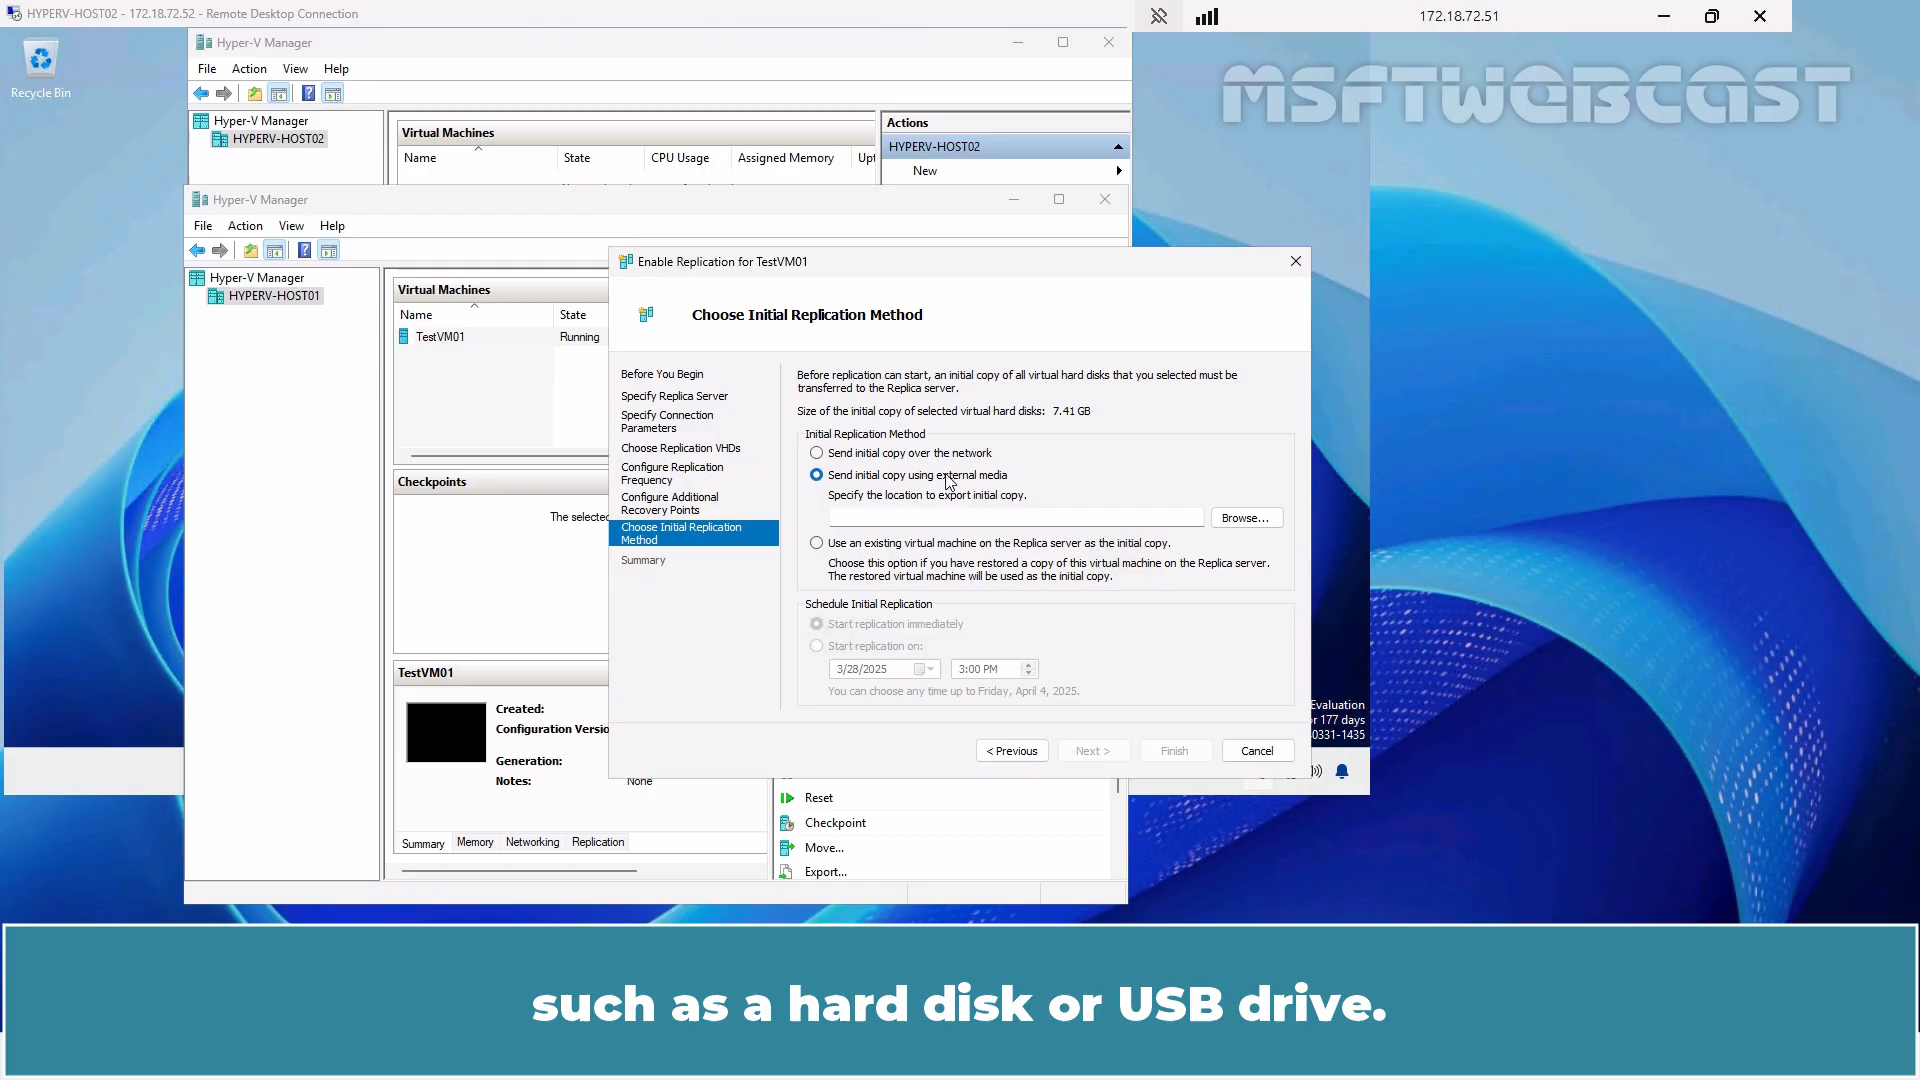 HYPERV-HOST02 - 172.18.72.52 - Remote Desktop Connection
172.18.72.51
Recycle Bin
MSFTWEBCAST
Hyper-V Manager
File Action View Help
Hyper-V Manager
HYPERV-HOST02
Virtual Machines
Name State CPU Usage Assigned Memory Upt
Actions
HYPERV-HOST02
New
Hyper-V Manager
File Action View Help
Hyper-V Manager
HYPERV-HOST01
Virtual Machines
Name State
TestVM01 Running
Checkpoints
The selected
TestVM01
Created:
Configuration Versio
Generation:
Notes: None
Summary Memory Networking Replication
Reset
Checkpoint
Move...
Export...
Enable Replication for TestVM01
Choose Initial Replication Method
Before You Begin
Specify Replica Server
Specify Connection
Parameters
Choose Replication VHDs
Configure Replication
Frequency
Configure Additional
Recovery Points
Choose Initial Replication
Method
Summary
Before replication can start, an initial copy of all virtual hard disks that you selected must be
transferred to the Replica server.
Size of the initial copy of selected virtual hard disks: 7.41 GB
Initial Replication Method
Send initial copy over the network
Send initial copy using external media
Specify the location to export initial copy.
Browse...
Use an existing virtual machine on the Replica server as the initial copy.
Choose this option if you have restored a copy of this virtual machine on the Replica server.
The restored virtual machine will be used as the initial copy.
Schedule Initial Replication
Start replication immediately
Start replication on:
3/28/2025 3:00 PM
You can choose any time up to Friday, April 4, 2025.
< Previous Next > Finish Cancel
Evaluation
or 177 days
0331-1435
such as a hard disk or USB drive.